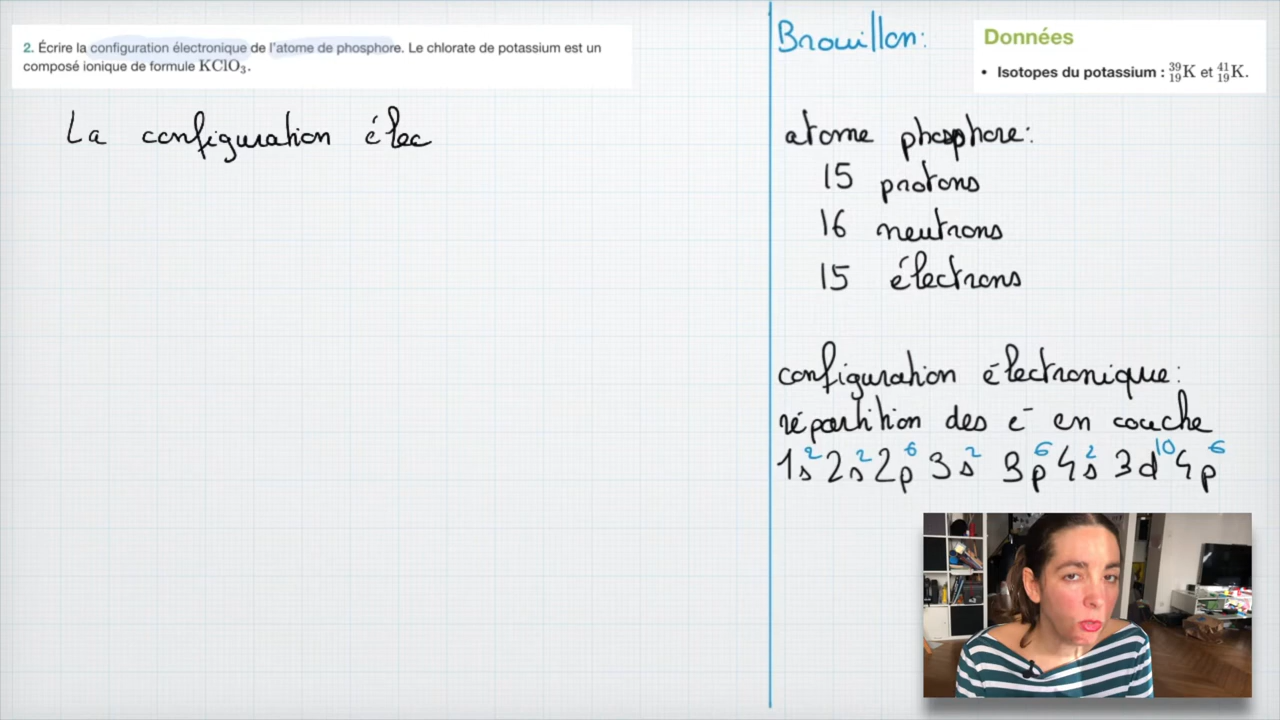 2. Écrire la configuration électronique de l'atome de phosphore. Le chlorate de potassium est un
composé ionique de formule KClO₃.
La configuration élec
Brouillon:
Données
• Isotopes du potassium : ³⁹₁₉K et ⁴¹₁₉K.
atome phosphore:
15 protons
16 neutrons
15 électrons
configuration électronique:
répartition des e⁻ en couche
1s² 2s² 2p⁶ 3s² 3p⁶ 4s² 3d¹⁰ 4p⁶